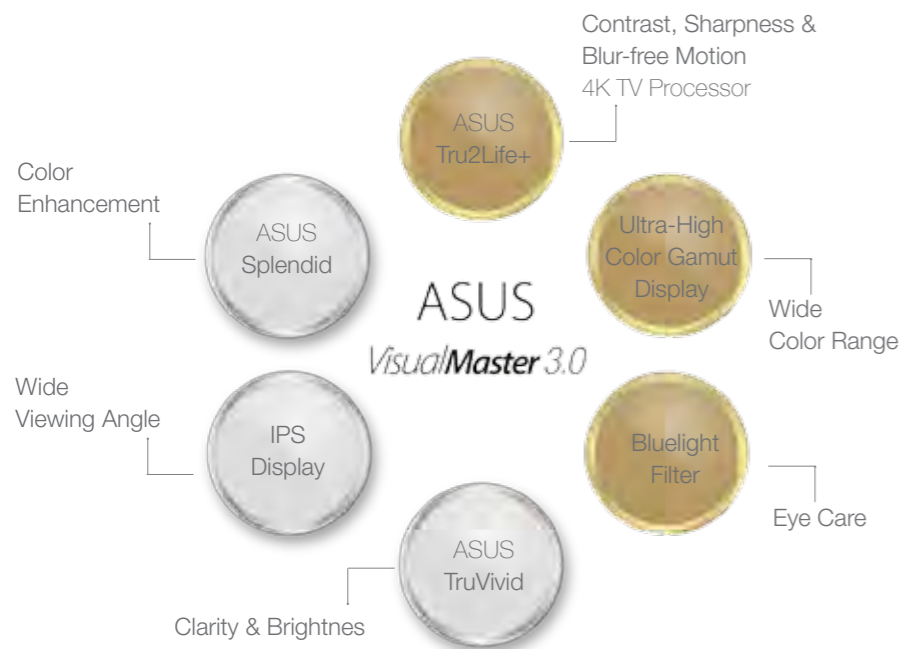 Contrast, Sharpness &
Blur-free Motion
4K TV Processor
ASUS
Tru2Life+
Color
Enhancement
ASUS
Splendid
Ultra-High
Color Gamut
Display
ASUS
VisualMaster 3.0
Wide
Color Range
Wide
Viewing Angle
IPS
Display
Bluelight
Filter
Eye Care
ASUS
TruVivid
Clarity & Brightnes